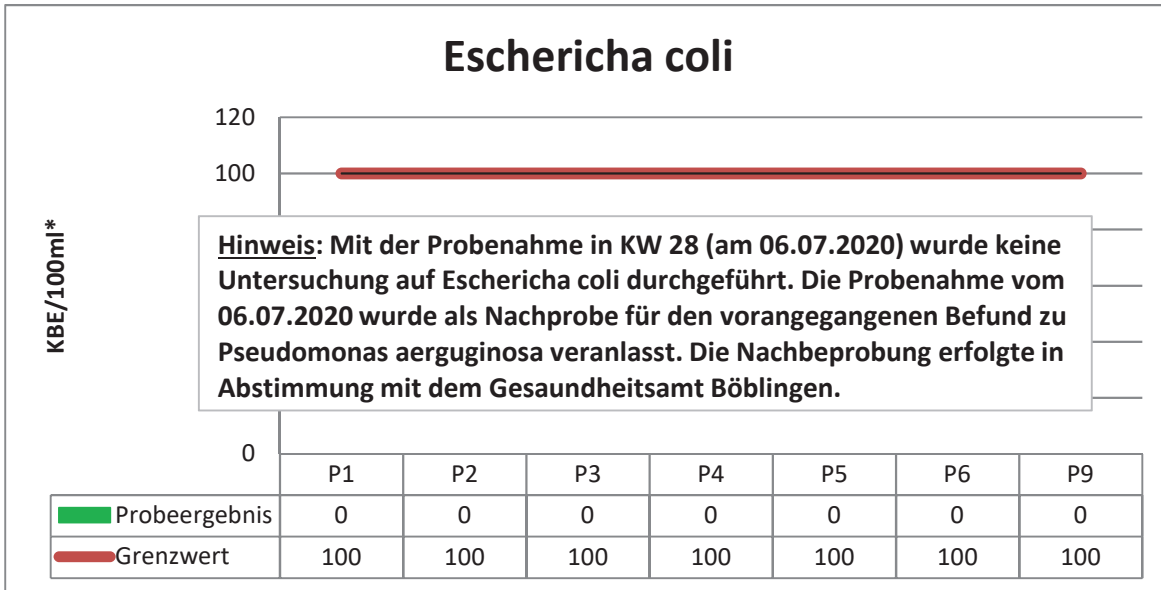 Eschericha coli
120
100
KBE/100ml*
Hinweis: Mit der Probenahme in KW 28 (am 06.07.2020) wurde keine
Untersuchung auf Eschericha coli durchgeführt. Die Probenahme vom
06.07.2020 wurde als Nachprobe für den vorangegangenen Befund zu
Pseudomonas aerguginosa veranlasst. Die Nachbeprobung erfolgte in
Abstimmung mit dem Gesaundheitsamt Böblingen.
0
P1 P2 P3 P4 P5 P6 P9
Probeergebnis 0 0 0 0 0 0 0
Grenzwert 100 100 100 100 100 100 100